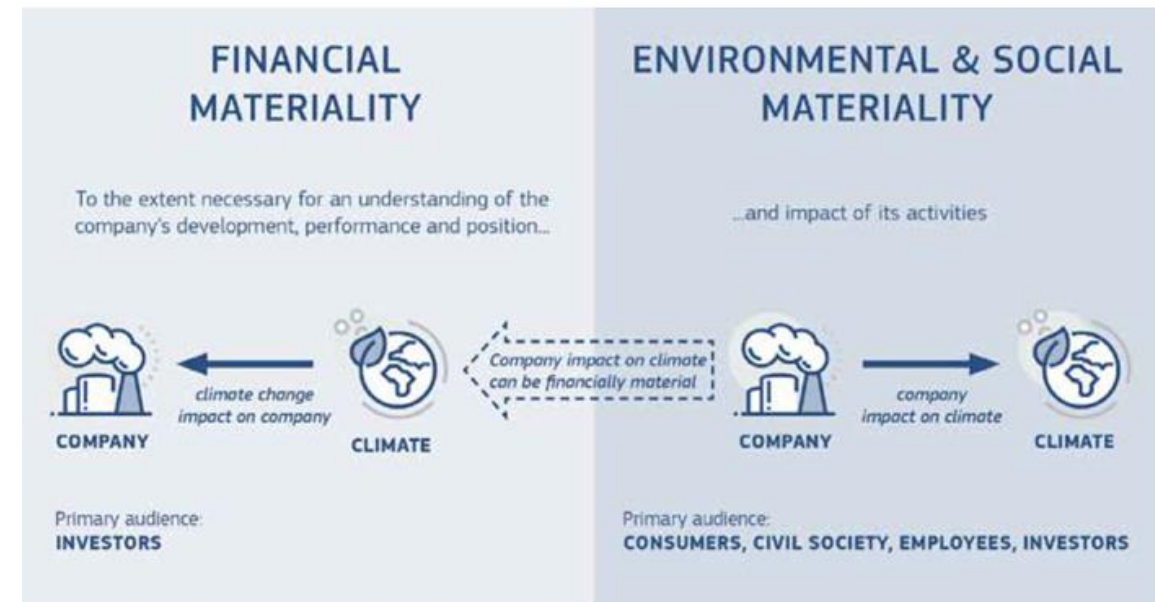 FINANCIAL
MATERIALITY
To the extent necessary for an understanding of the
company's development, performance and position...
climate change
impact on company
COMPANY
CLIMATE
Primary audience:
INVESTORS
Company impact on climate
can be financially material
ENVIRONMENTAL & SOCIAL
MATERIALITY
...and impact of its activities
company
impact on climate
COMPANY
CLIMATE
Primary audience:
CONSUMERS, CIVIL SOCIETY, EMPLOYEES, INVESTORS